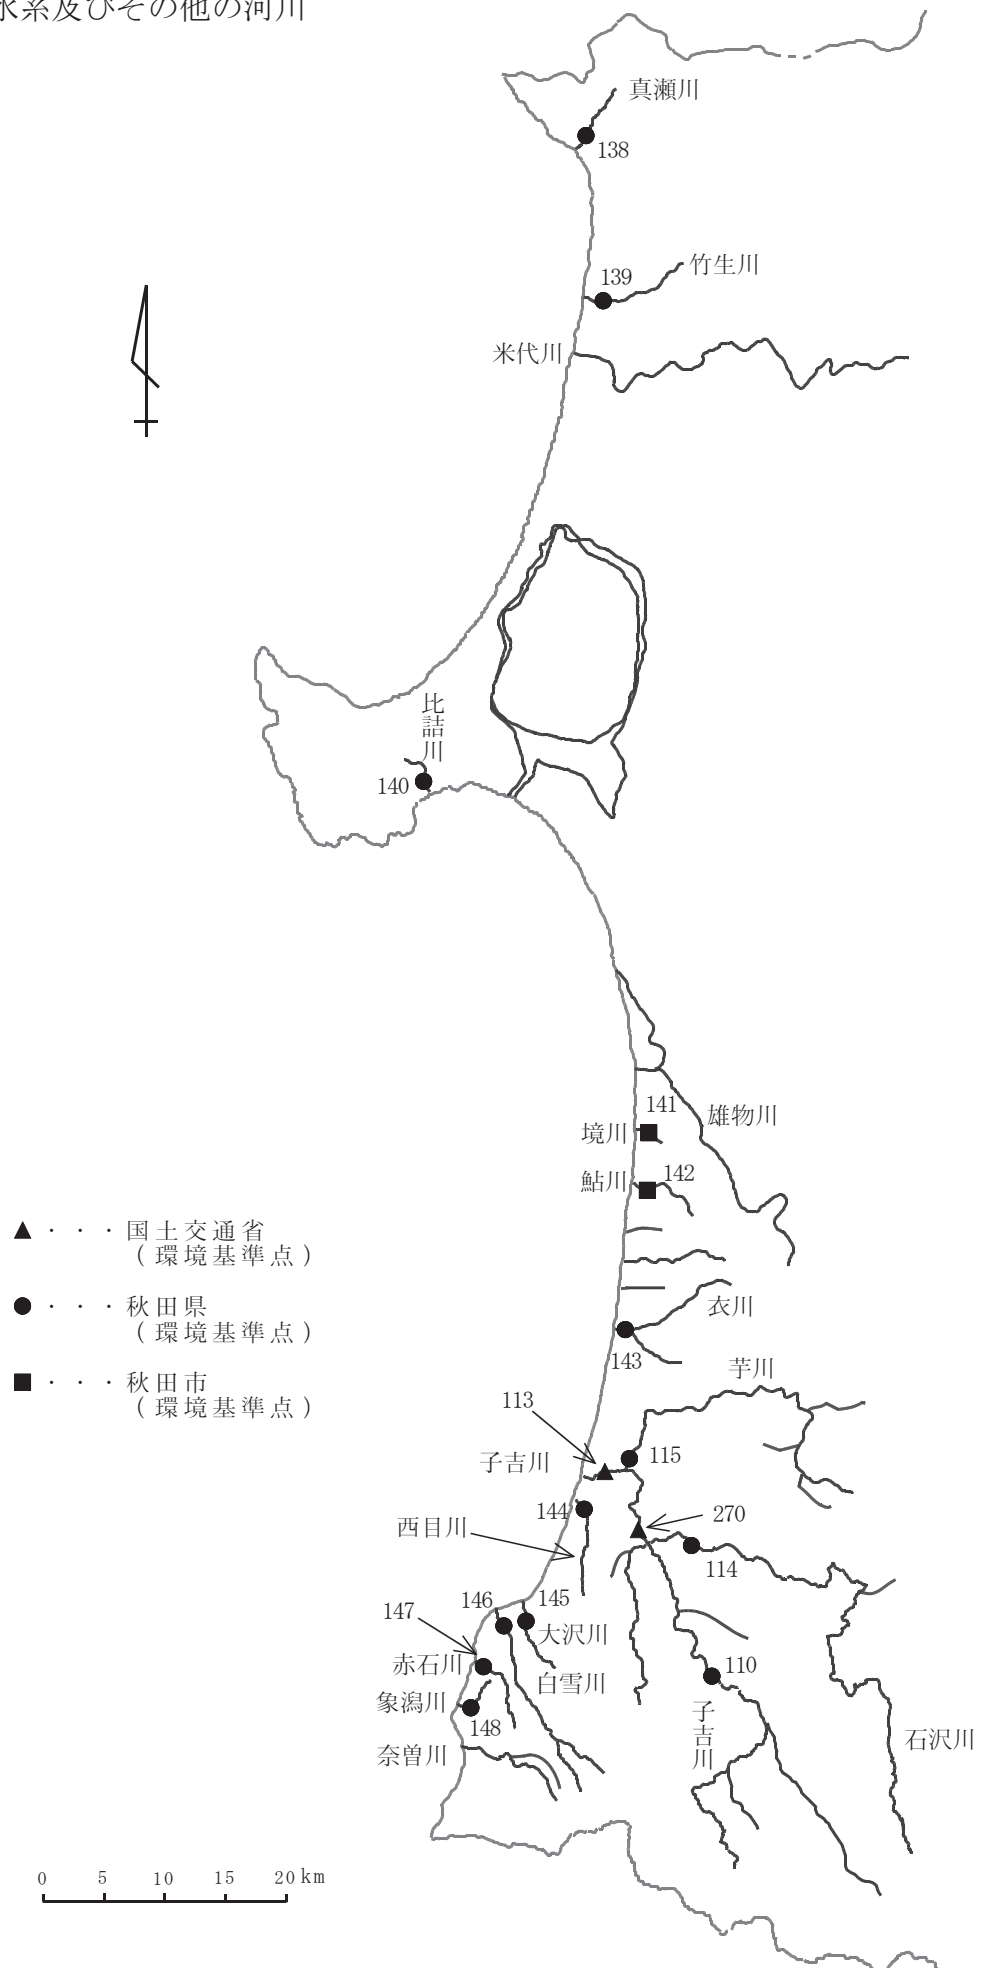 水系及びその他の河川
真瀬川
138
139
竹生川
米代川
比詰川
140
141
雄物川
境川
142
鮎川
▲・・・国土交通省
（環境基準点）
●・・・秋田県
（環境基準点）
■・・・秋田市
（環境基準点）
衣川
143
芋川
113
115
子吉川
144
270
西目川
114
146
145
147
大沢川
赤石川
110
白雪川
象潟川
148
子吉川
石沢川
奈曽川
0 5 10 15 20km